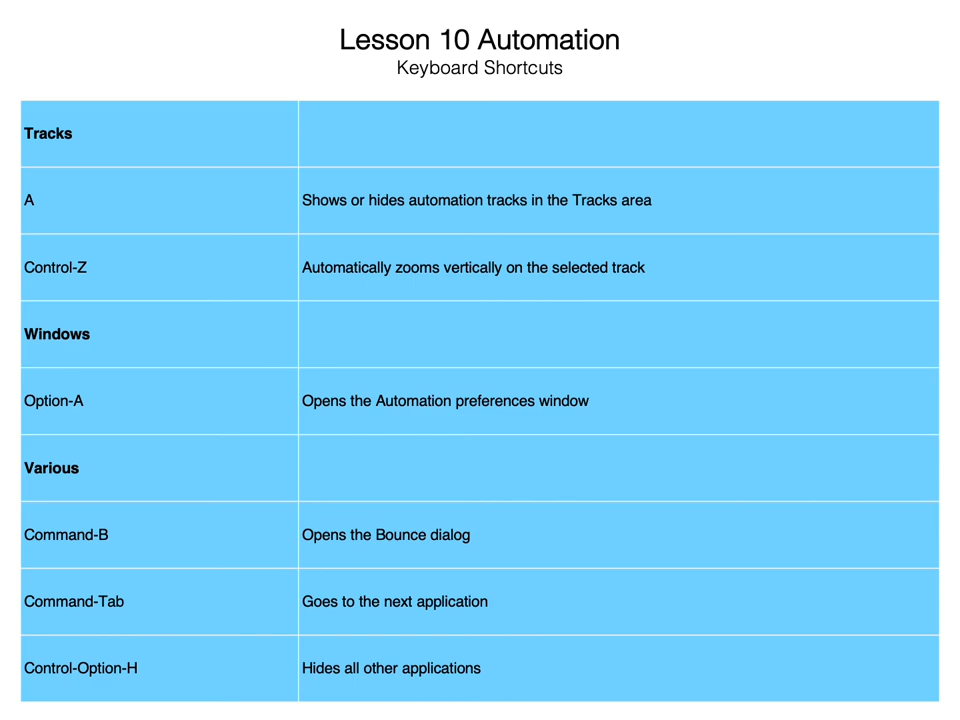 Lesson 10 Automation
Keyboard Shortcuts
Tracks
A Shows or hides automation tracks in the Tracks area
Control-Z Automatically zooms vertically on the selected track
Windows
Option-A Opens the Automation preferences window
Various
Command-B Opens the Bounce dialog
Command-Tab Goes to the next application
Control-Option-H Hides all other applications